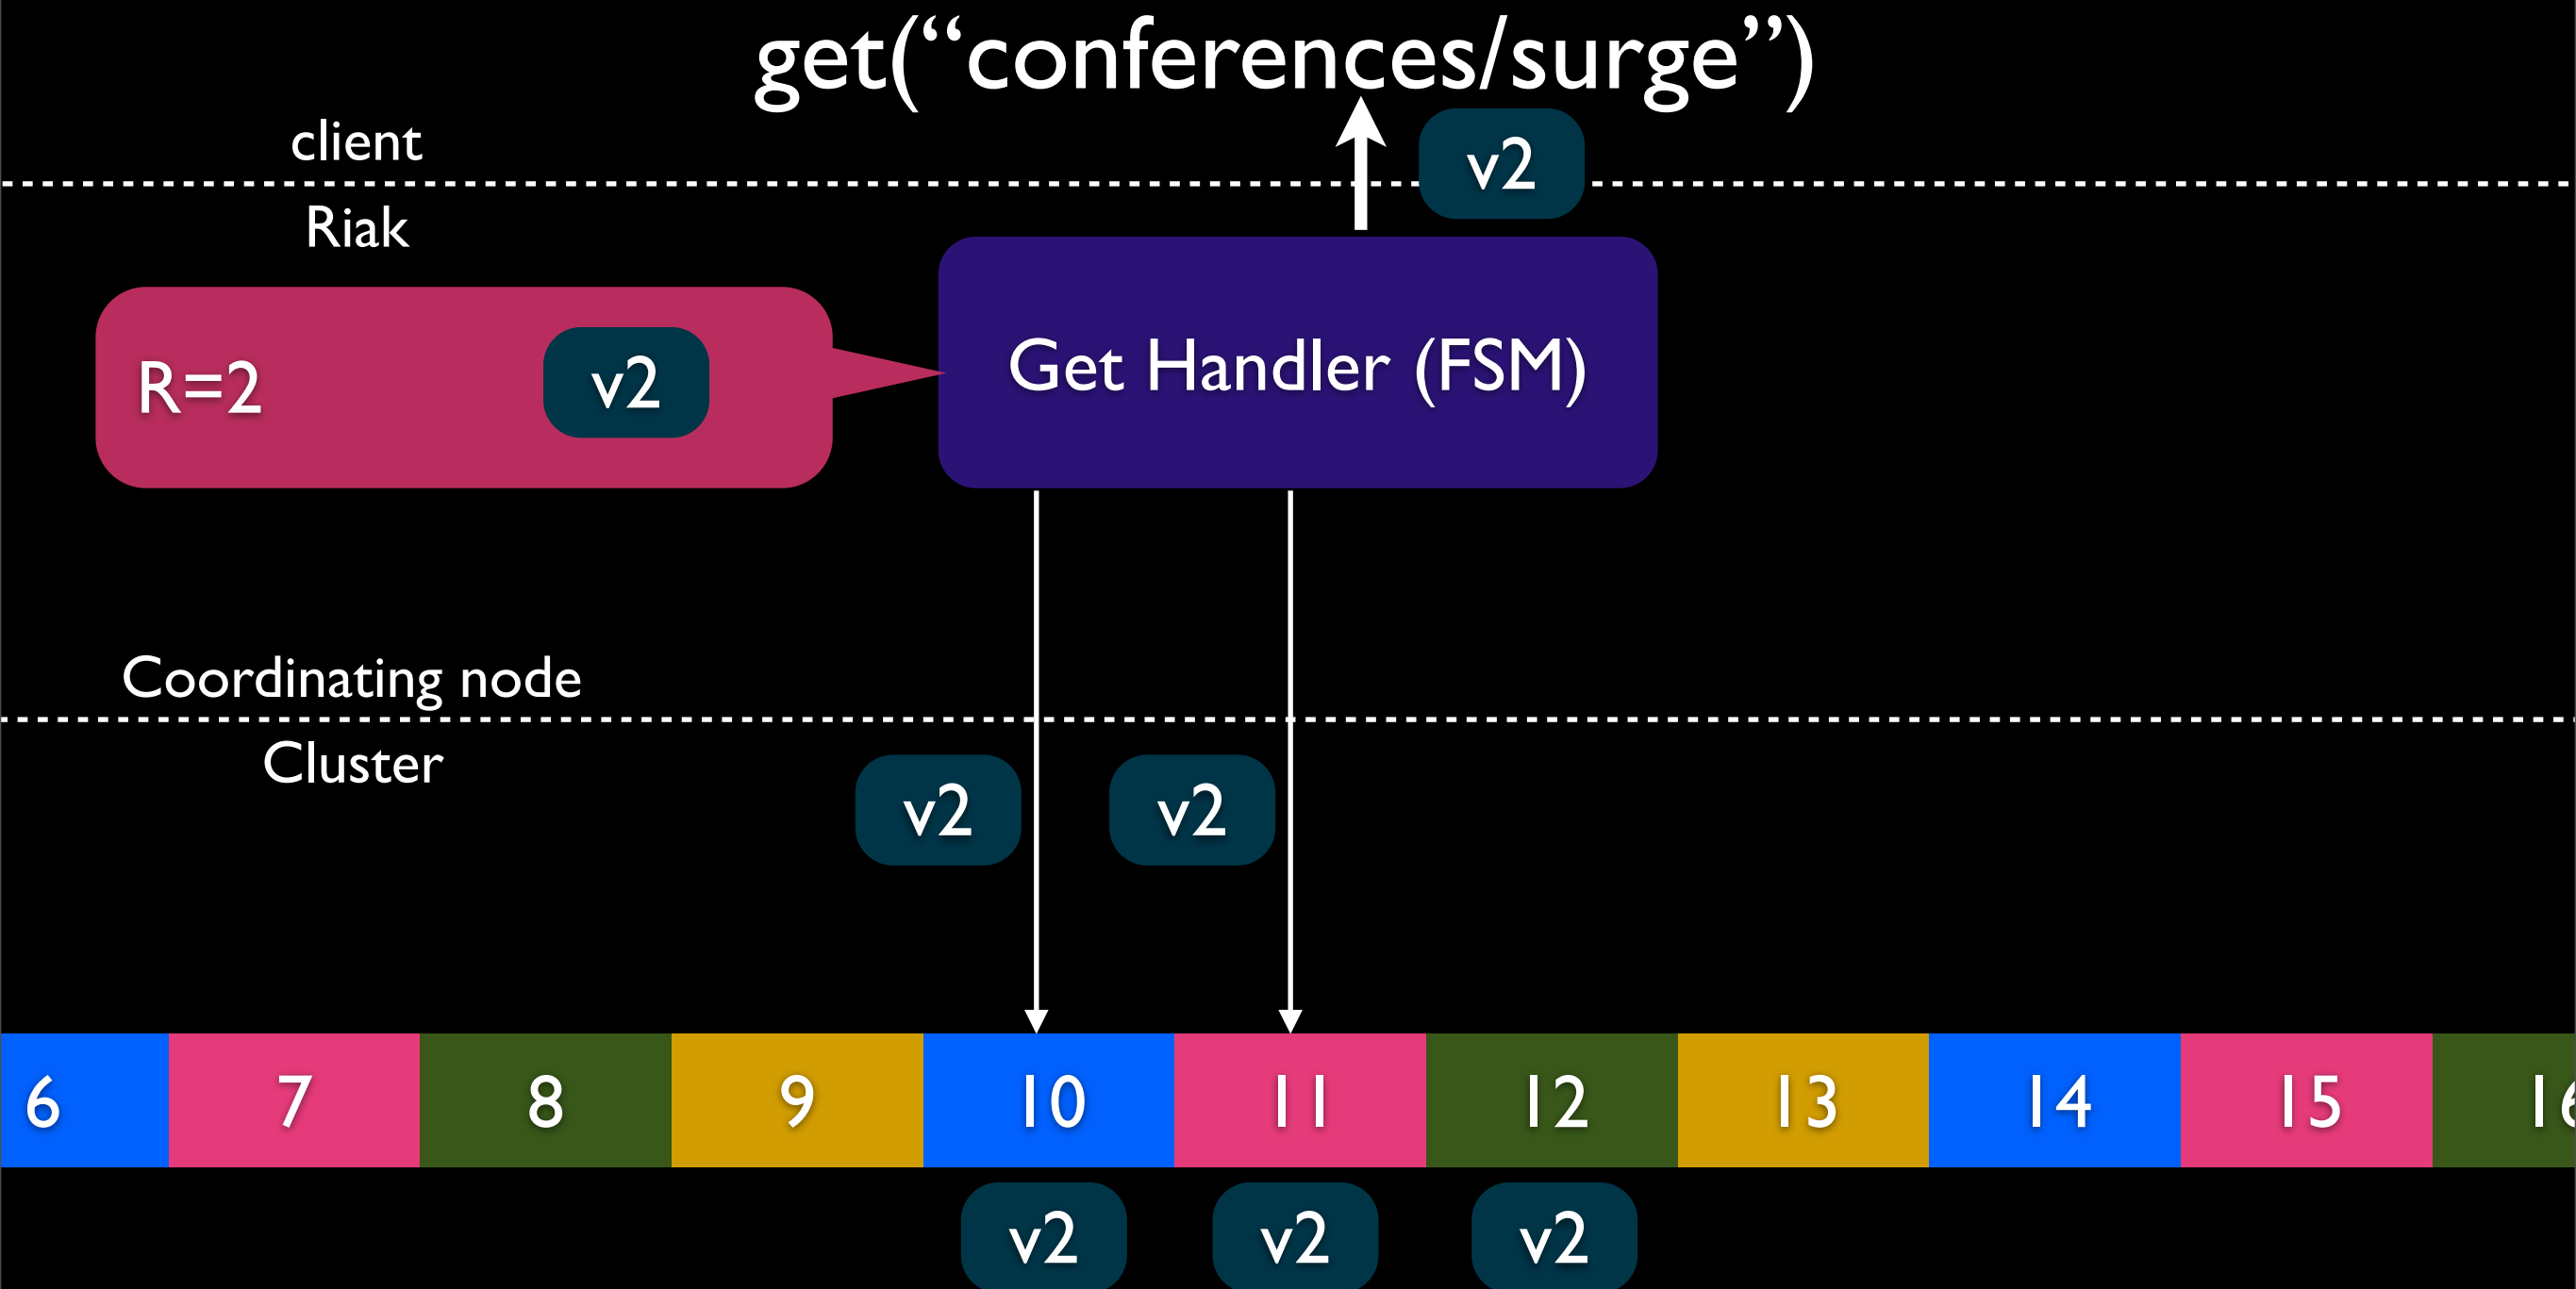 get(“conferences/surge”)
client
v2
Riak
R=2
v2
Get Handler (FSM)
Coordinating node
Cluster
v2
v2
6
7
8
9
10
11
12
13
14
15
16
v2
v2
v2